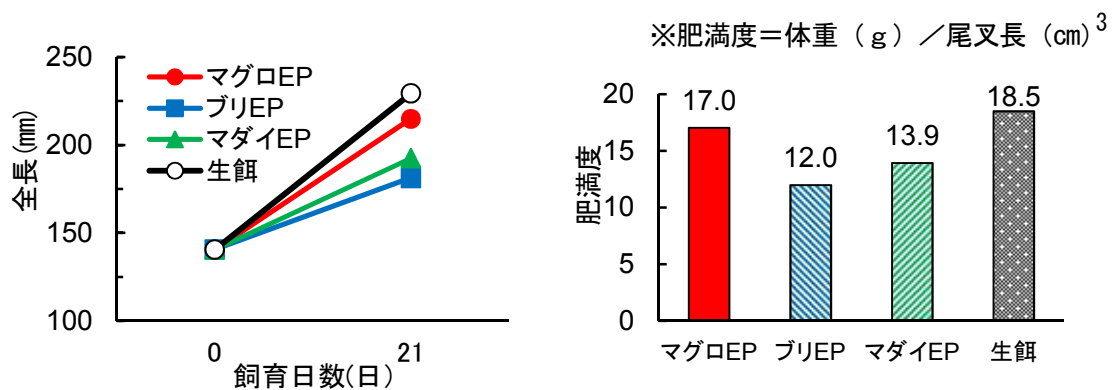 250
200
150
100
全長(㎜)
マグロEP
ブリEP
マダイEP
生餌
0 21
飼育日数(日)
※肥満度＝体重（ｇ）／尾叉長（㎝）3
20
15
10
5
0
肥満度
17.0 12.0 13.9 18.5
マグロEP ブリEP マダイEP 生餌